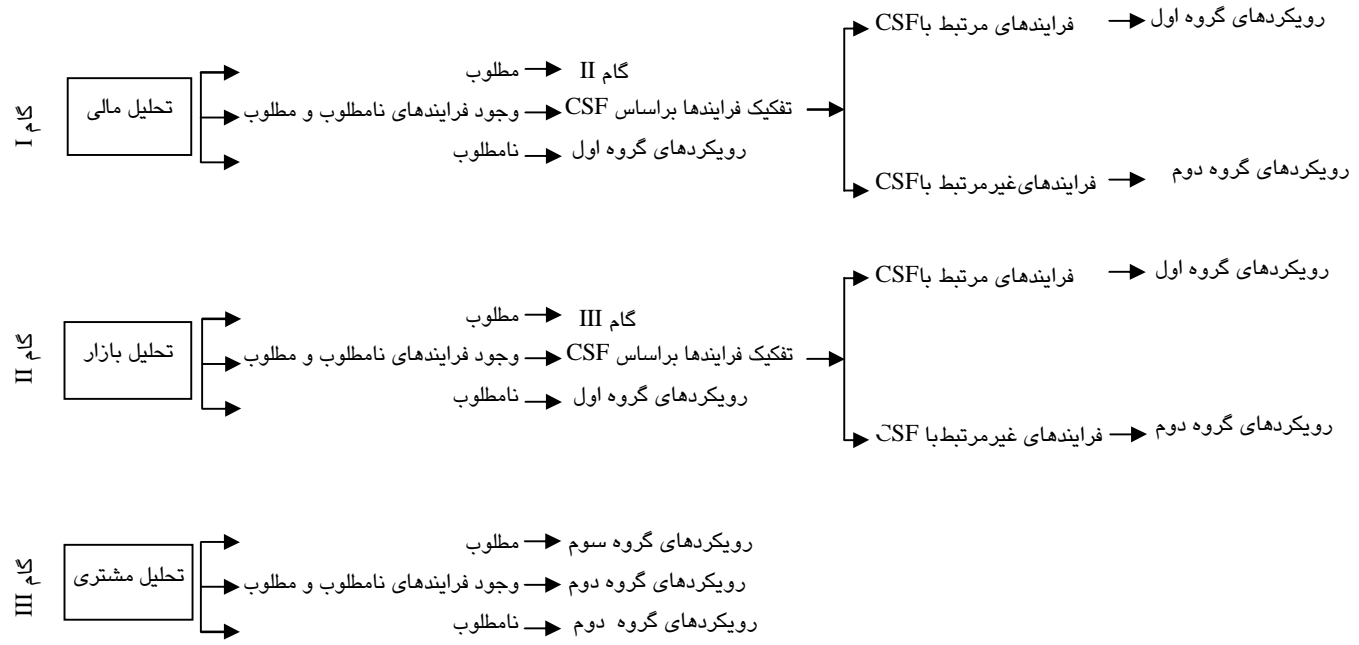 گام I
تحلیل مالی
مطلوب
گام II
وجود فرایندهای نامطلوب و مطلوب
تفکیک فرایندها براساس CSF
نامطلوب
رویکردهای گروه اول
فرایندهای مرتبط باCSF
رویکردهای گروه اول
فرایندهای‌غیرمرتبط باCSF
رویکردهای گروه دوم
گام II
تحلیل بازار
مطلوب
گام III
وجود فرایندهای نامطلوب و مطلوب
تفکیک فرایندها براساس CSF
نامطلوب
رویکردهای گروه اول
فرایندهای مرتبط باCSF
رویکردهای گروه اول
فرایندهای غیرمرتبط‌با CSF
رویکردهای گروه دوم
گام III
تحلیل مشتری
مطلوب
رویکردهای گروه سوم
وجود فرایندهای نامطلوب و مطلوب
رویکردهای گروه دوم
نامطلوب
رویکردهای گروه دوم